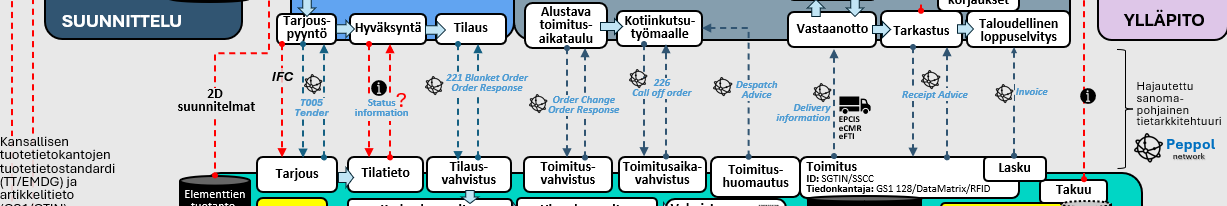 korjaukset
SUUNNITTELU
Tarjous-
pyyntö
Hyväksyntä
Tilaus
Alustava
toimitus-
aikataulu
Kotiinkutsu-
työmaalle
Vastaanotto
Tarkastus
Taloudellinen
loppuselvitys
YLLÄPITO
IFC
2D
suunnitelmat
T005
Tender
i
Status
information
?
221 Blanket Order
Order Response
Order Change
Order Response
226
Call off order
Despatch
Advice
Delivery
information
EPCIS
eCMR
eFTI
Receipt Advice
Invoice
i
Hajautettu
sanoma-
pohjainen
tietarkkitehtuuri
Peppol
network
Kansallisen
tuotetietokantojen
tuotetietostandardi
(TT/EMDG) ja
artikkelitieto
Elementtien
Tarjous
Tilatieto
Tilaus-
vahvistus
Toimitus-
vahvistus
Toimitusaika-
vahvistus
Toimitus-
huomautus
Toimitus
ID: SGTIN/SSCC
Tiedonkantaja: GS1 128/DataMatrix/RFID
Lasku
Takuu